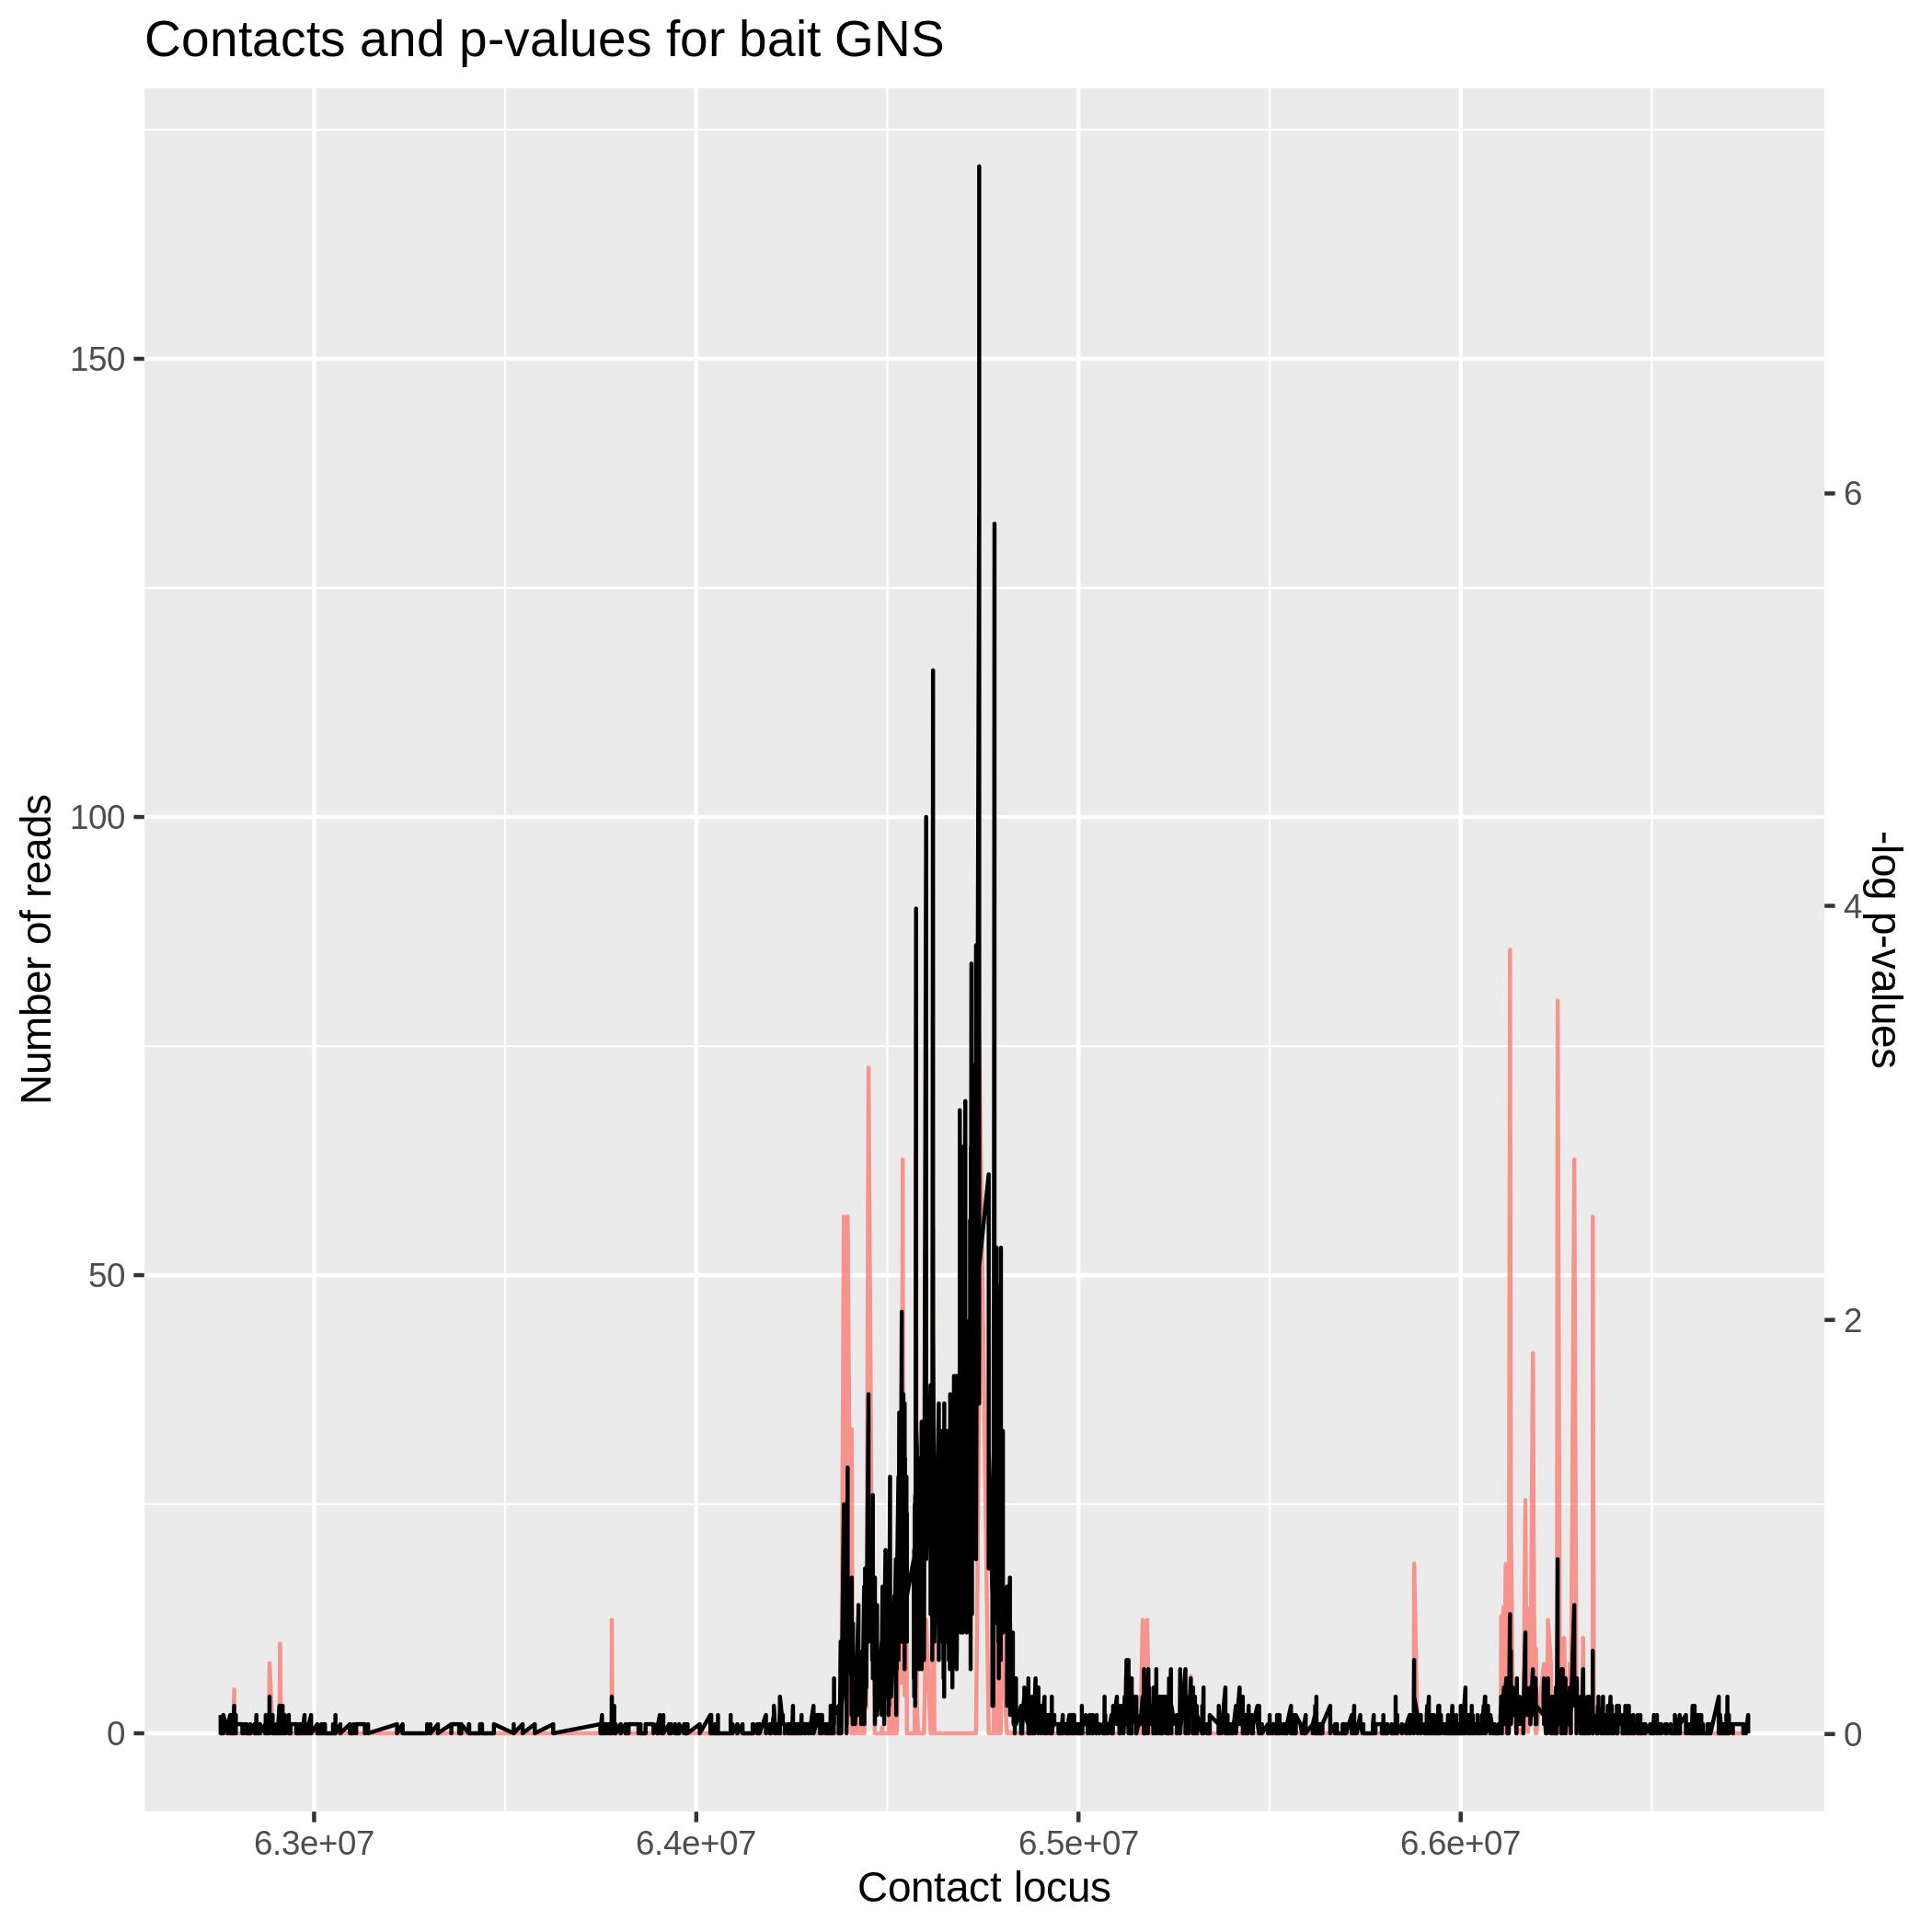 Contacts and p-values for bait GNS
150
100
50
0
Number of reads
6
4
2
0
-log p-values
6.3e+07
6.4e+07
6.5e+07
6.6e+07
Contact locus